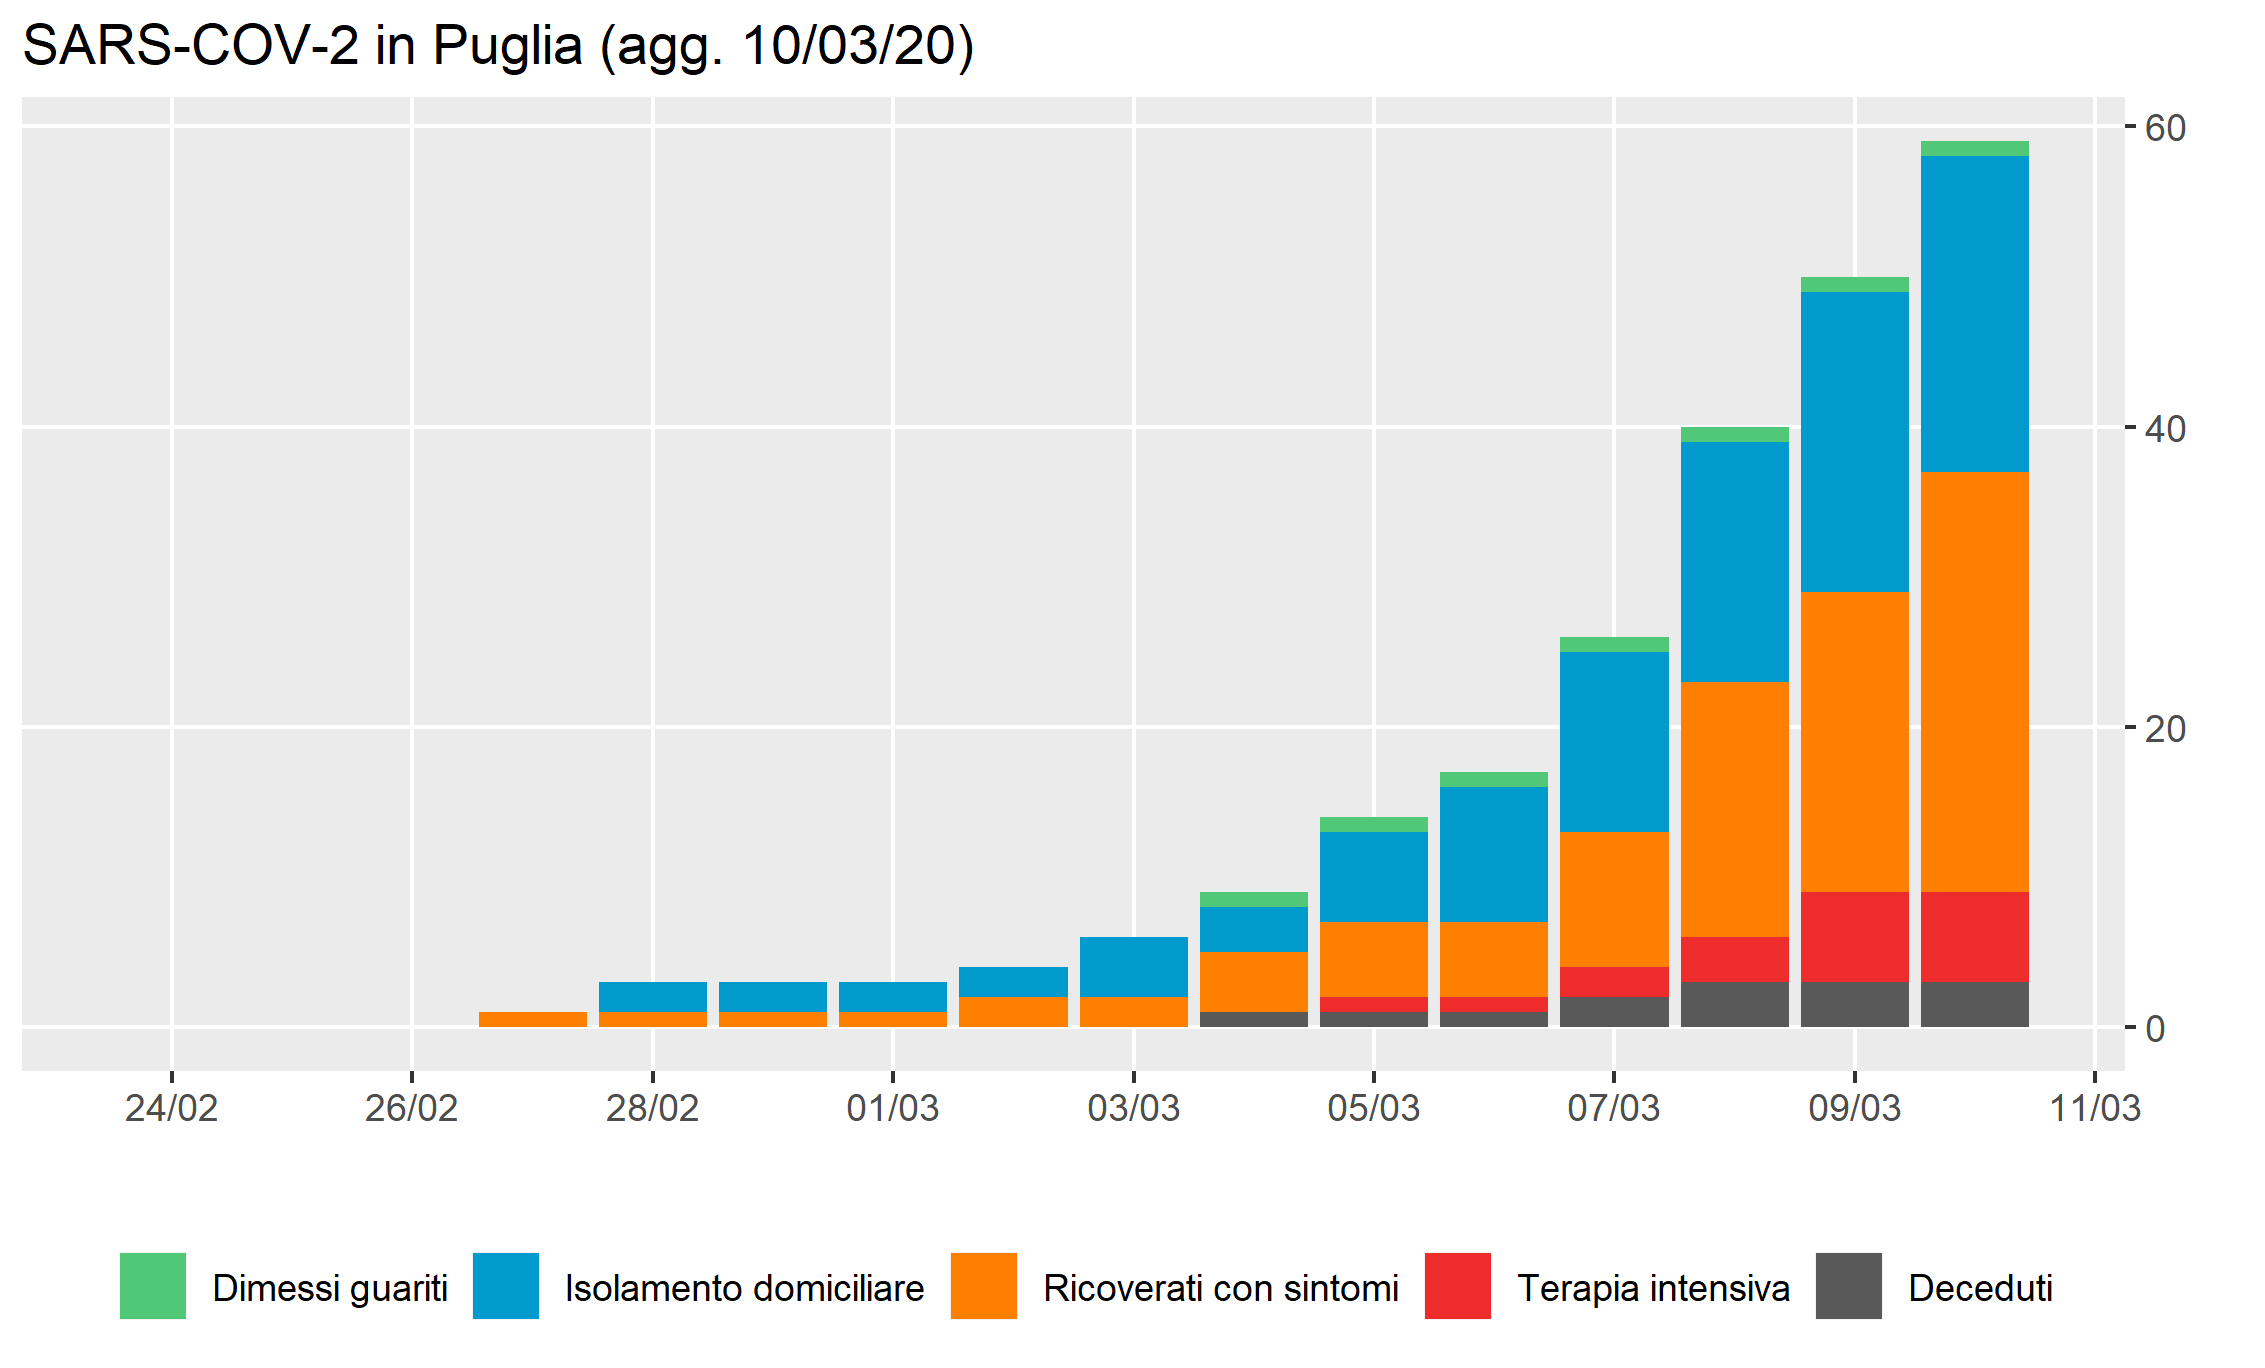 SARS-COV-2 in Puglia (agg. 10/03/20)
60
40
20
0
24/02 26/02 28/02 01/03 03/03 05/03 07/03 09/03 11/03
Dimessi guariti Isolamento domiciliare Ricoverati con sintomi Terapia intensiva Deceduti